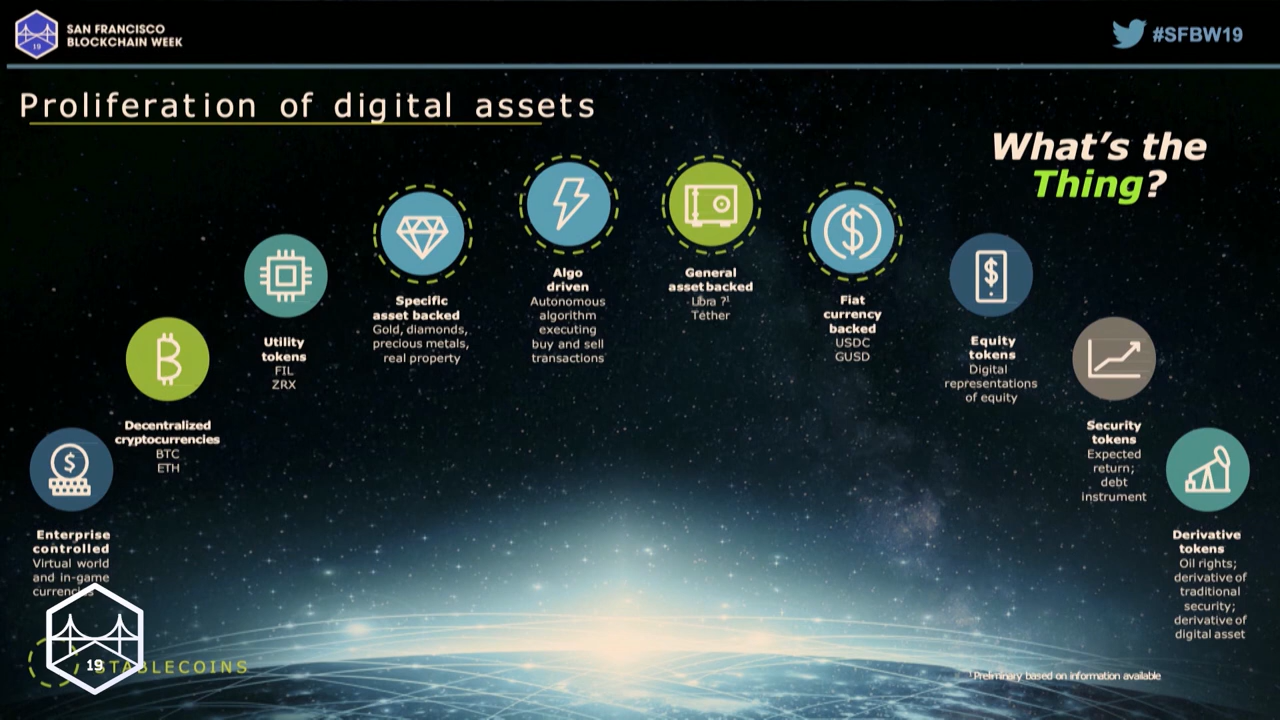 SAN FRANCISCO
BLOCKCHAIN WEEK
19
#SFBW19
Proliferation of digital assets
What's the
Thing?
Enterprise
controlled
Virtual world
and in-game
currencies
Decentralized
cryptocurrencies
BTC
ETH
Utility
tokens
FIL
ZRX
Specific
asset backed
Gold, diamonds,
precious metals,
real property
Algo
driven
Autonomous
algorithm
executing
buy and sell
transactions
General
asset backed
Libra ?¹
Tether
Fiat
currency
backed
USDC
GUSD
Equity
tokens
Digital
representations
of equity
Security
tokens
Expected
return;
debt
instrument
Derivative
tokens
Oil rights;
derivative of
traditional
security;
derivative of
digital asset
19
STABLECOINS
¹Preliminary based on information available